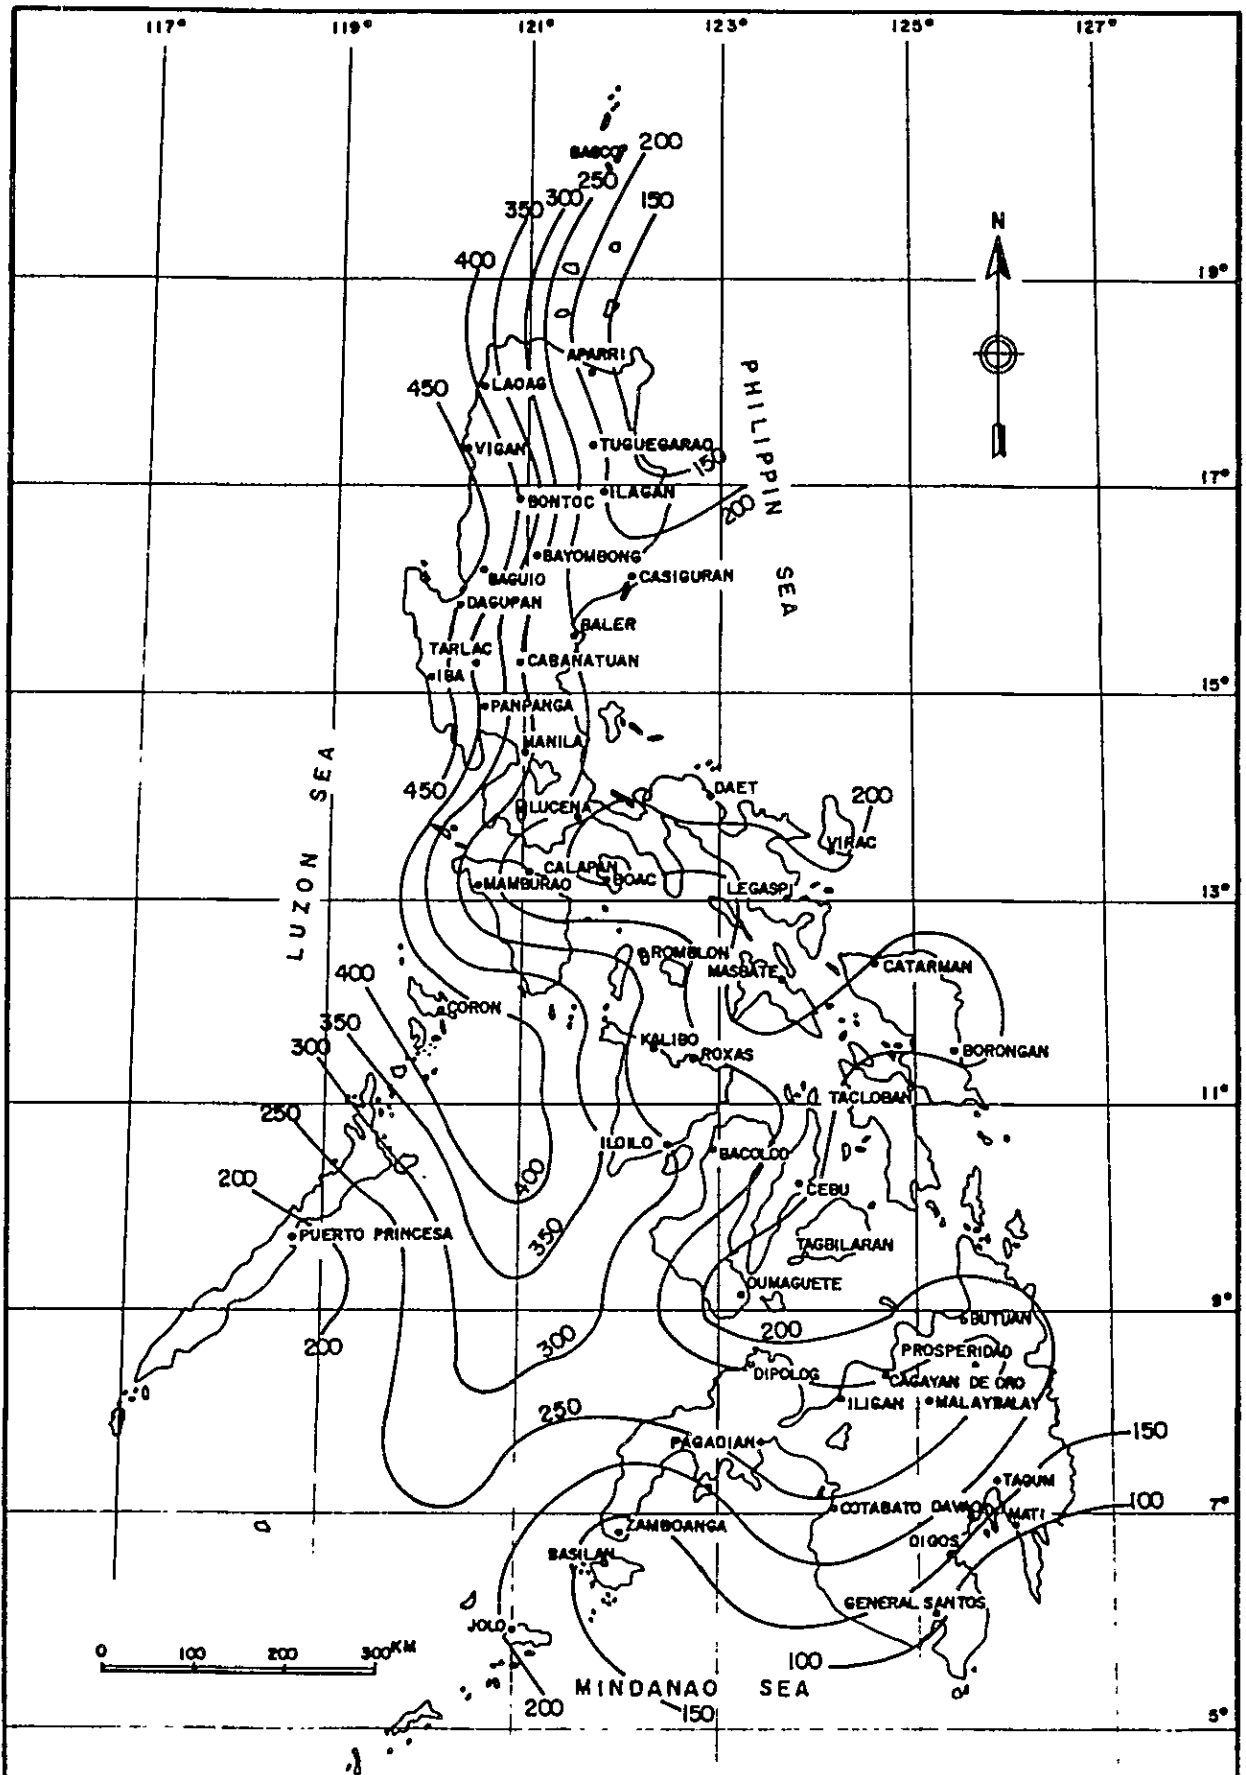 117° 119° 121° 123° 125° 127°
BASCO
200
250
300
350
150
400
N
19°
APARRI
LAOAG
450
PHILIPPIN SEA
VIGAN
TUGUEGARAO
150
17°
BONTOC
ILAGAN
200
BAYOMBONG
BAGUIO
CASIGURAN
DAGUPAN
BALER
TARLAC
CABANATUAN
IBA
15°
PANPANGA
MANILA
LUZON SEA
450
DAET
200
LUCENA
VIRAC
CALAPAN
BOAC
MAMBURAO
LEGASPI
13°
ROMBLON
CATARMAN
MASBATE
400
CORON
350
KALIBO
300
ROXAS
BORONGAN
250
TACLOBAN
11°
ILOILO
BACOLOD
200
400
CEBU
PUERTO PRINCESA
350
TAGBILARAN
DUMAGUETE
9°
200
300
200
BUTUAN
PROSPERIDAD
DIPOLOG
CAGAYAN DE ORO
ILIGAN
MALAYBALAY
250
PAGADIAN
150
TAGUM
100
COTABATO
DAVAO
MATI
7°
ZAMBOANGA
DIGOS
BASILAN
GENERAL SANTOS
JOLO
0 100 200 300 KM
100
MINDANAO SEA
200
150
5°